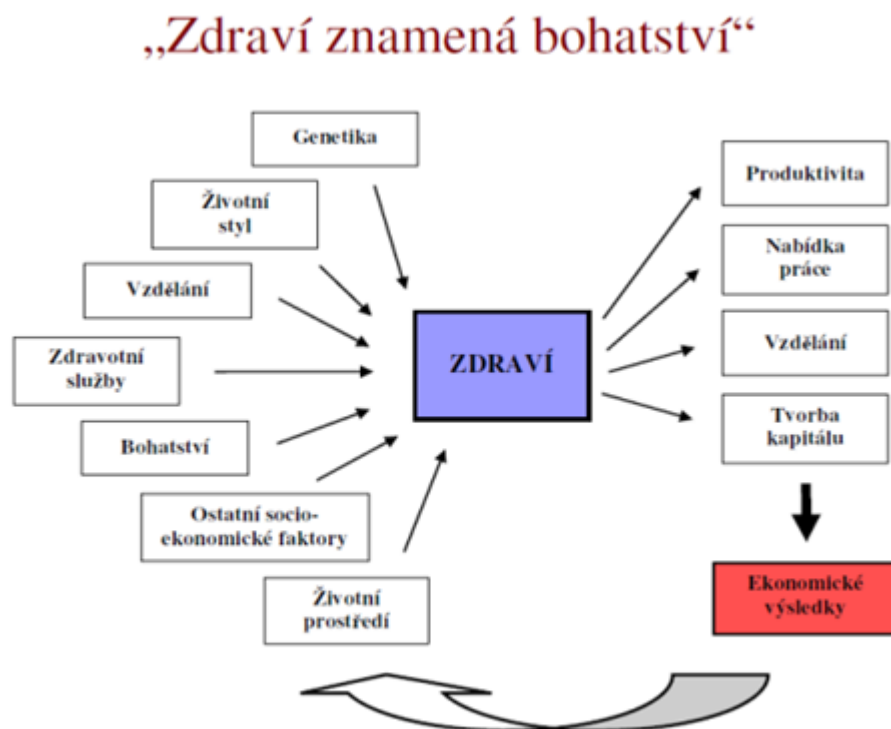 „Zdraví znamená bohatství“
Genetika
Životní
styl
Vzdělání
Zdravotní
služby
Bohatství
Ostatní socio-
ekonomické faktory
Životní
prostředí
ZDRAVÍ
Produktivita
Nabídka
práce
Vzdělání
Tvorba
kapitálu
Ekonomické
výsledky